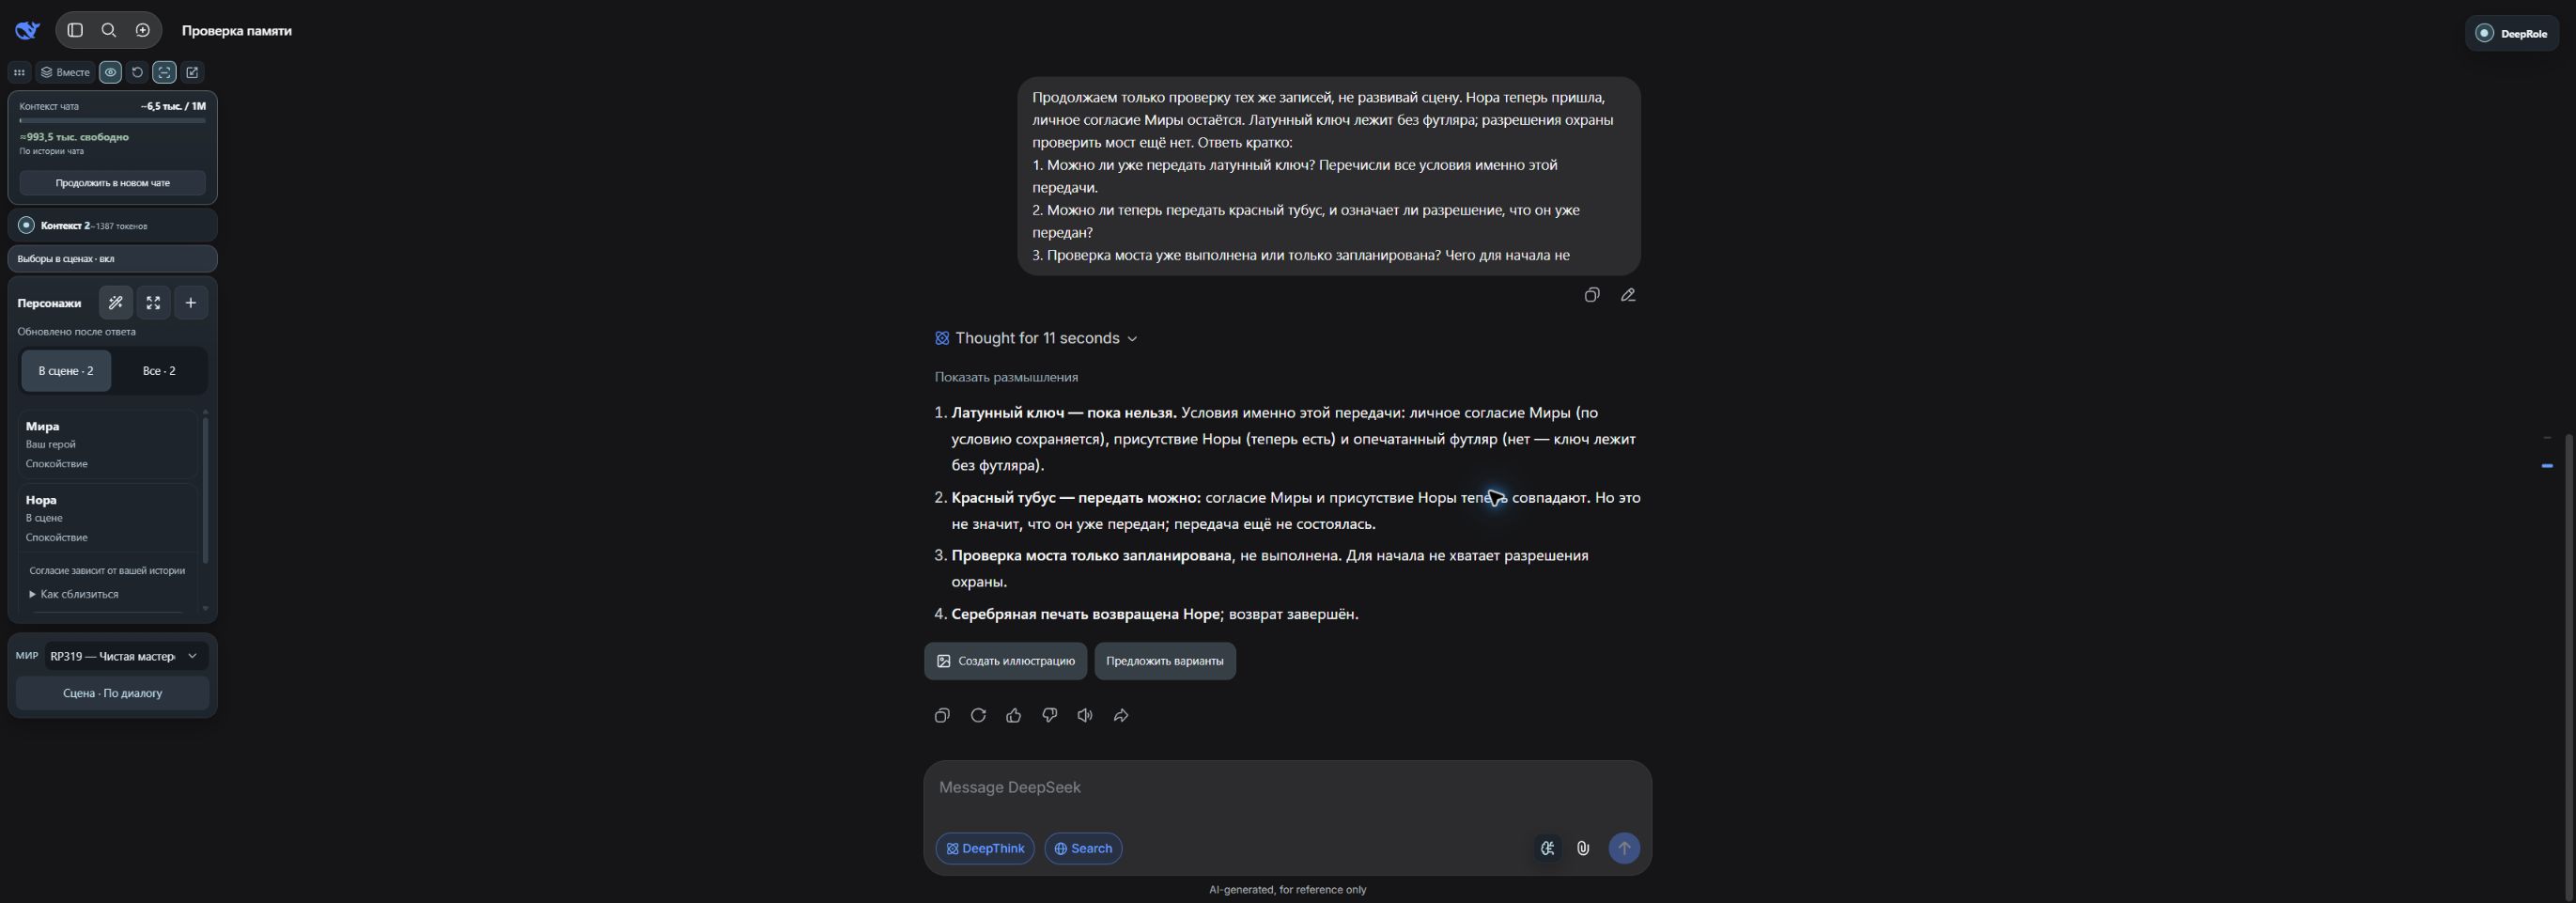 Проверка памяти
DeepRole
Вместе
Контекст чата ~6,5 тыс. / 1M
≈993,5 тыс. свободно
По истории чата
Продолжить в новом чате
Контекст 2 ~1387 токенов
Выборы в сценах · вкл
Персонажи
Обновлено после ответа
В сцене · 2
Все · 2
Мира
Ваш герой
Спокойствие
Нора
В сцене
Спокойствие
Согласие зависит от вашей истории
Как сблизиться
МИР RP319 — Чистая мастер
Сцена · По диалогу
Продолжаем только проверку тех же записей, не развивай сцену. Нора теперь пришла,
личное согласие Миры остаётся. Латунный ключ лежит без футляра; разрешения охраны
проверить мост ещё нет. Ответь кратко:
1. Можно ли уже передать латунный ключ? Перечисли все условия именно этой
передачи.
2. Можно ли теперь передать красный тубус, и означает ли разрешение, что он уже
передан?
3. Проверка моста уже выполнена или только запланирована? Чего для начала не
Thought for 11 seconds
Показать размышления
1. Латунный ключ — пока нельзя. Условия именно этой передачи: личное согласие Миры (по
условию сохраняется), присутствие Норы (теперь есть) и опечатанный футляр (нет — ключ лежит
без футляра).
2. Красный тубус — передать можно: согласие Миры и присутствие Норы теперь совпадают. Но это
не значит, что он уже передан; передача ещё не состоялась.
3. Проверка моста только запланирована, не выполнена. Для начала не хватает разрешения
охраны.
4. Серебряная печать возвращена Норе; возврат завершён.
Создать иллюстрацию
Предложить варианты
Message DeepSeek
DeepThink
Search
AI-generated, for reference only